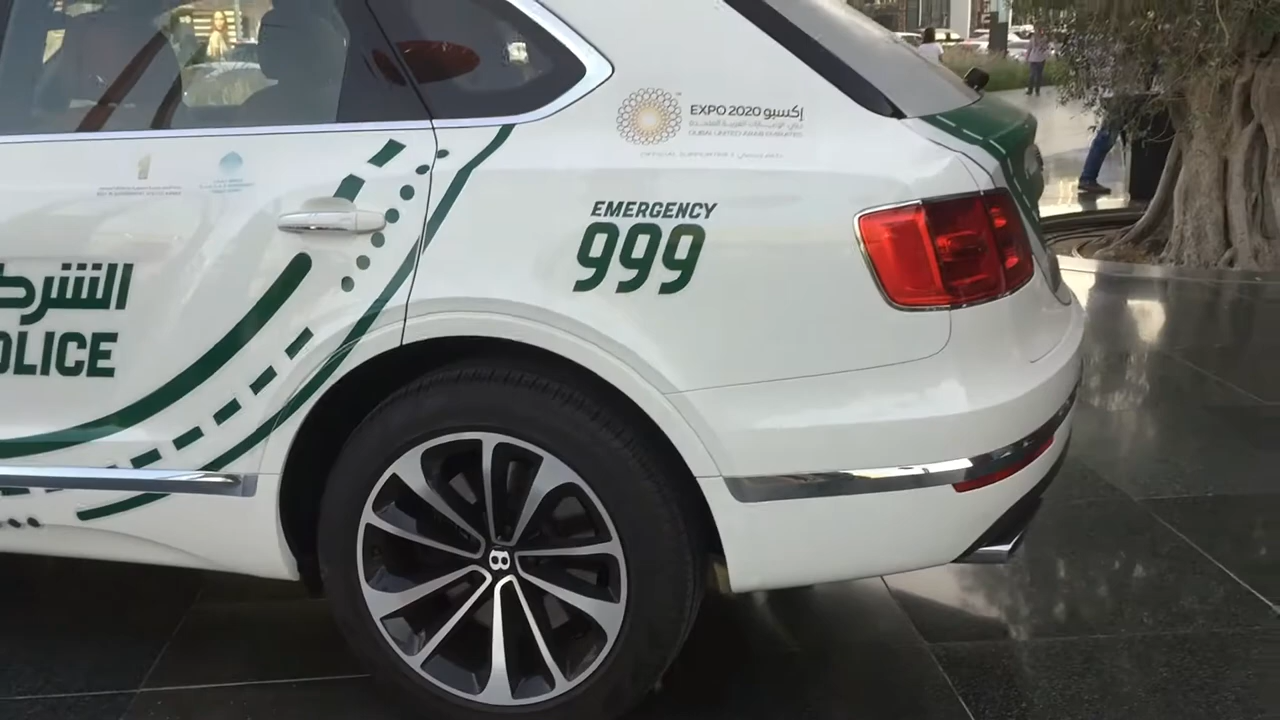 EXPO 2020 إكسبو
دبي، الإمارات العربية المتحدة
DUBAI, UNITED ARAB EMIRATES
EMERGENCY
999
الشرط
OLICE
B